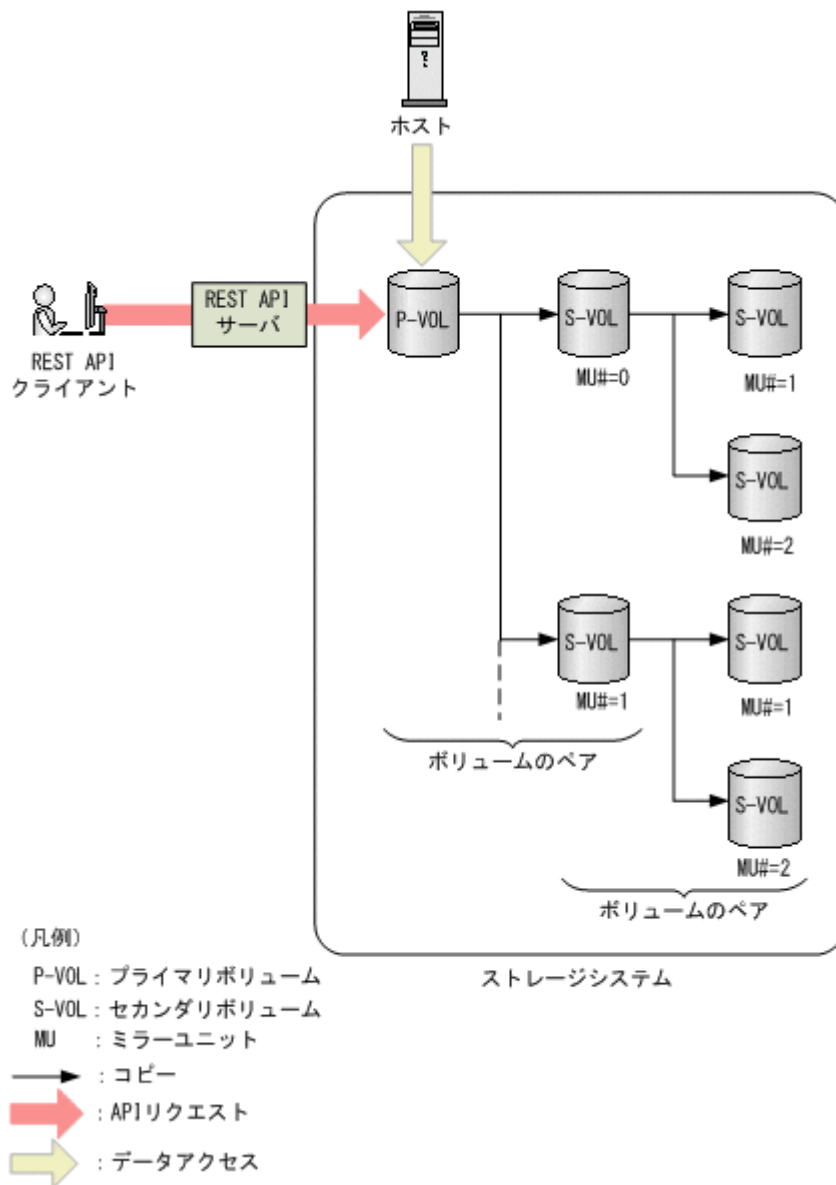 ホスト
REST API
サーバ
REST API
クライアント
P-VOL
S-VOL
S-VOL
MU#=0
MU#=1
S-VOL
MU#=2
S-VOL
S-VOL
MU#=1
MU#=1
ボリュームのペア
S-VOL
MU#=2
ボリュームのペア
ストレージシステム
(凡例)
P-VOL : プライマリボリューム
S-VOL : セカンダリボリューム
MU : ミラーユニット
: コピー
: APIリクエスト
: データアクセス